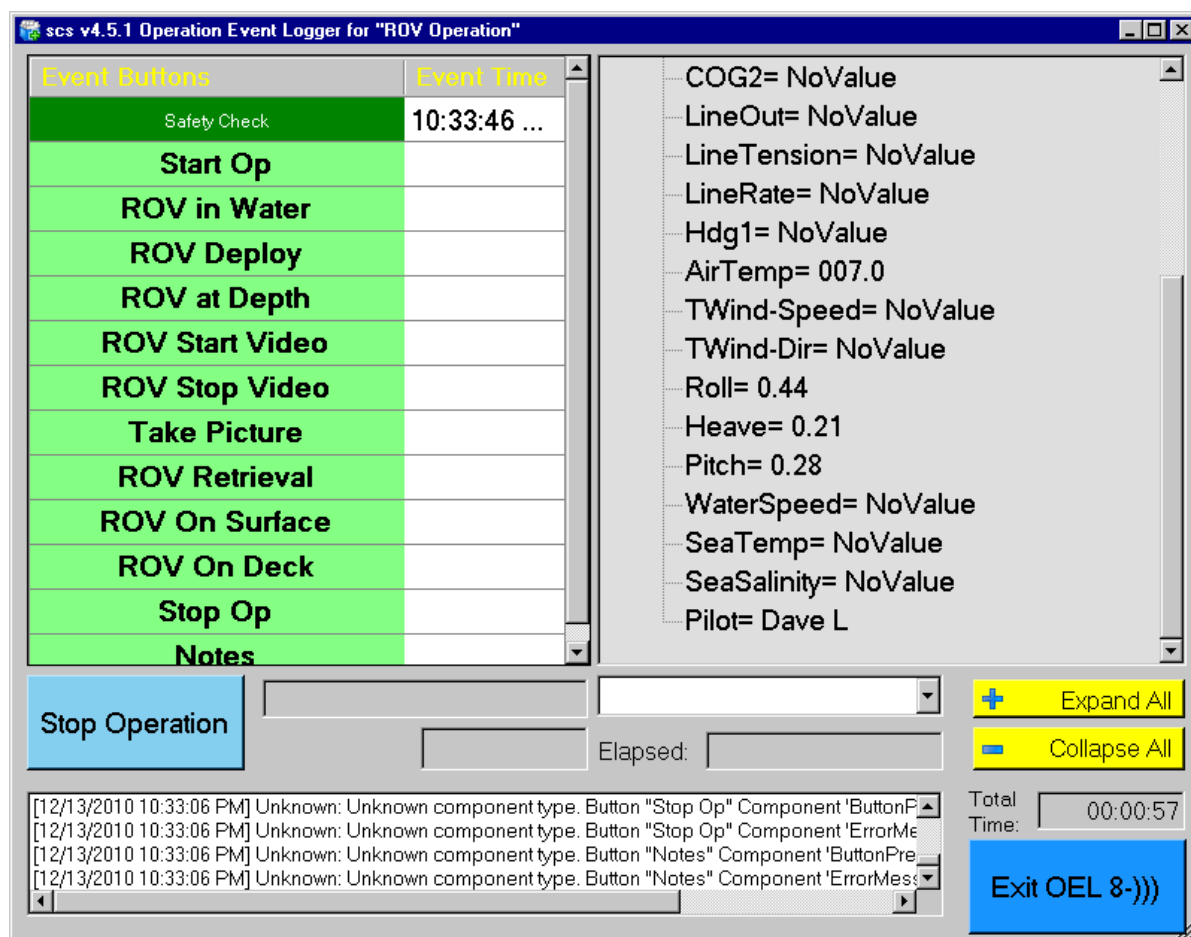 scs v4.5.1 Operation Event Logger for "ROV Operation"
Event Buttons Event Time
Safety Check 10:33:46 ...
Start Op
ROV in Water
ROV Deploy
ROV at Depth
ROV Start Video
ROV Stop Video
Take Picture
ROV Retrieval
ROV On Surface
ROV On Deck
Stop Op
Notes
COG2= NoValue
LineOut= NoValue
LineTension= NoValue
LineRate= NoValue
Hdg1= NoValue
AirTemp= 007.0
TWind-Speed= NoValue
TWind-Dir= NoValue
Roll= 0.44
Heave= 0.21
Pitch= 0.28
WaterSpeed= NoValue
SeaTemp= NoValue
SeaSalinity= NoValue
Pilot= Dave L
Stop Operation
Elapsed:
Expand All
Collapse All
[12/13/2010 10:33:06 PM] Unknown: Unknown component type. Button "Stop Op" Component 'ButtonP
[12/13/2010 10:33:06 PM] Unknown: Unknown component type. Button "Stop Op" Component 'ErrorMe
[12/13/2010 10:33:06 PM] Unknown: Unknown component type. Button "Notes" Component 'ButtonPre
[12/13/2010 10:33:06 PM] Unknown: Unknown component type. Button "Notes" Component 'ErrorMess
Total
Time: 00:00:57
Exit OEL 8-)))